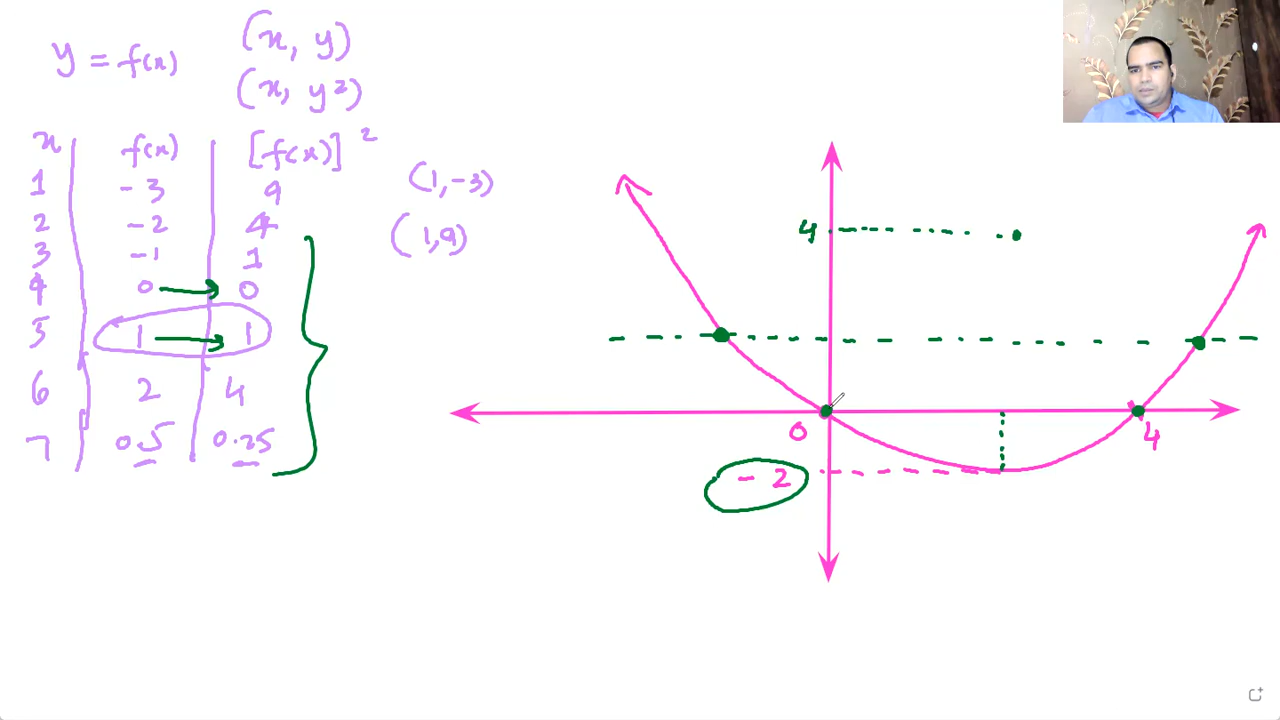 y = f(x)
(x, y)
(x, y²)
x f(x) [f(x)]²
1 -3 9
2 -2 4
3 -1 1
4 0 0
5 1 1
6 2 4
7 0.5 0.25
(1, -3)
(1, 9)
4
0
4
- 2